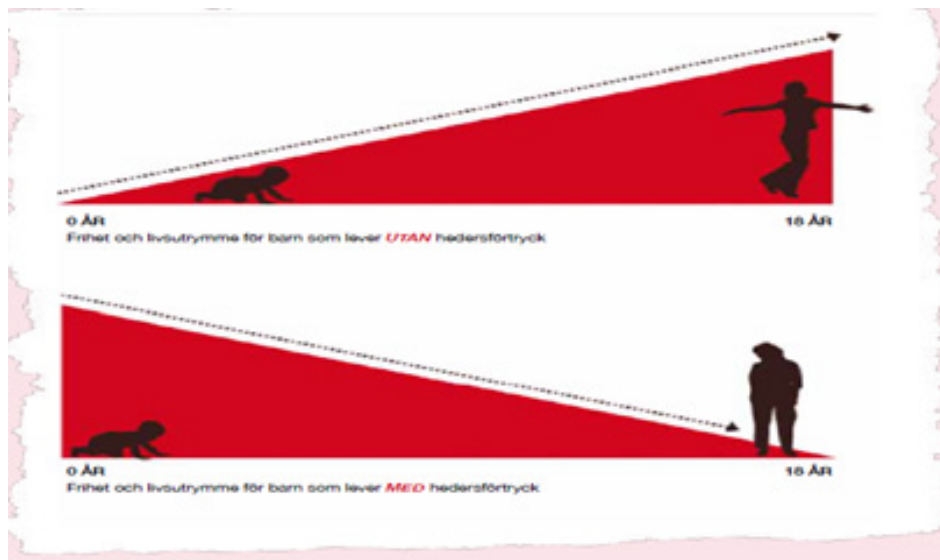 0 ÅR 18 ÅR
Frihet och livsutrymme för barn som lever UTAN hedersförtryck
0 ÅR 18 ÅR
Frihet och livsutrymme för barn som lever MED hedersförtryck